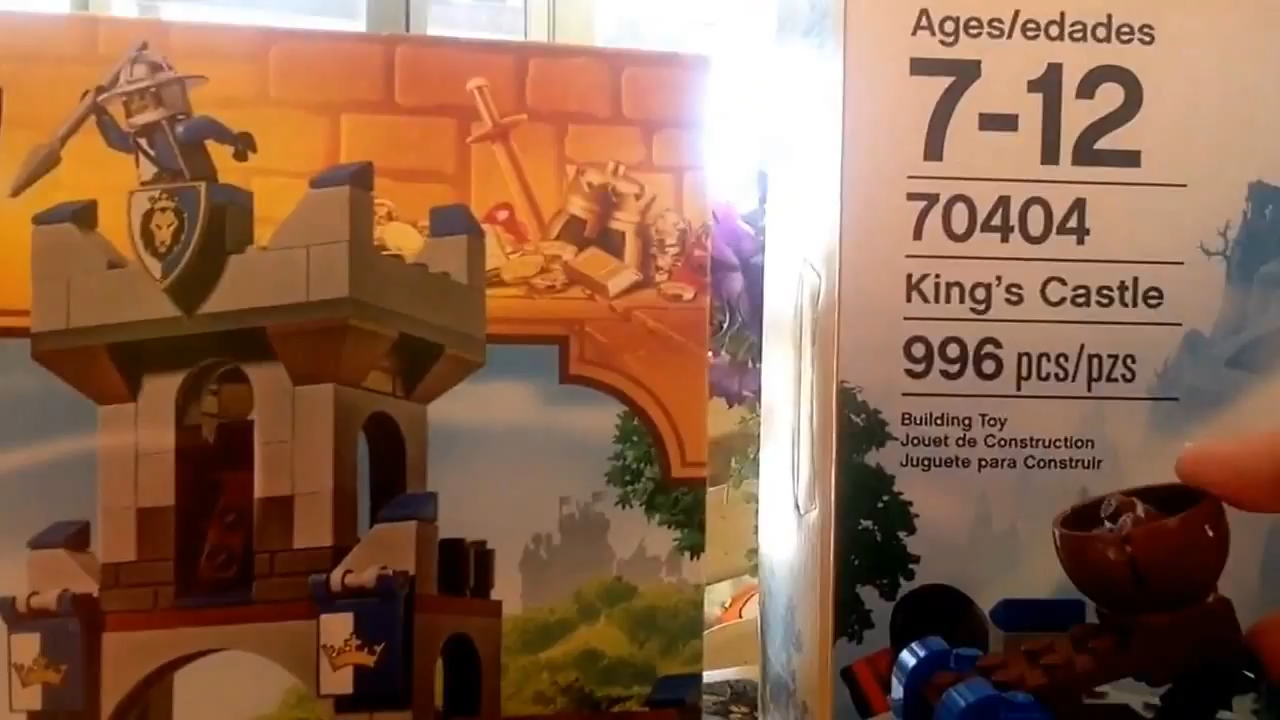 Ages/edades
7-12
70404
King's Castle
996 pcs/pzs
Building Toy
Jouet de Construction
Juguete para Construir